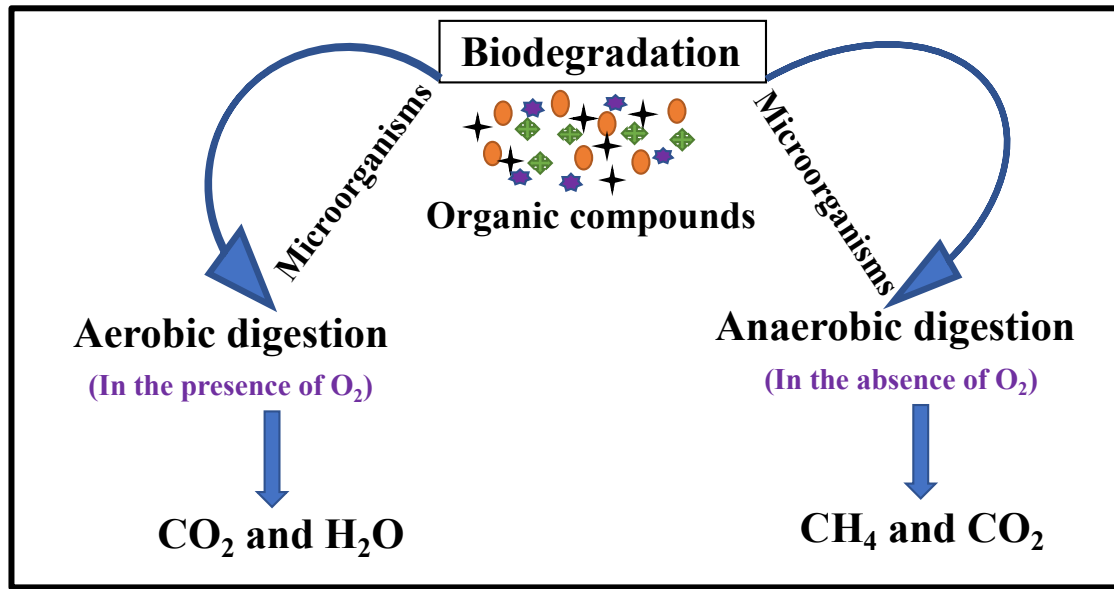 Biodegradation
Microorganisms
Microorganisms
Organic compounds
Aerobic digestion
(In the presence of O₂)
Anaerobic digestion
(In the absence of O₂)
CO₂ and H₂O
CH₄ and CO₂